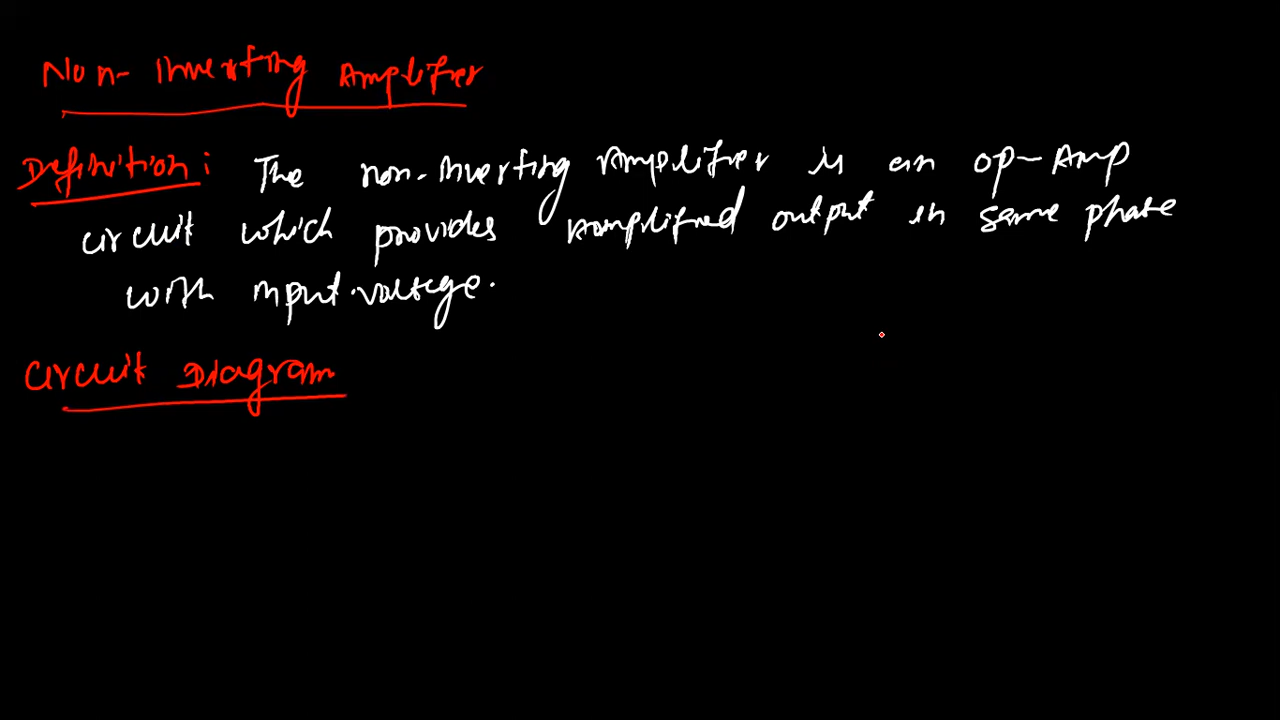 Non-Inverting Amplifier
Definition: The non-Inverting Amplifier is an op-Amp
circuit which provides Amplified output in same phase
with input voltage.
Circuit Diagram